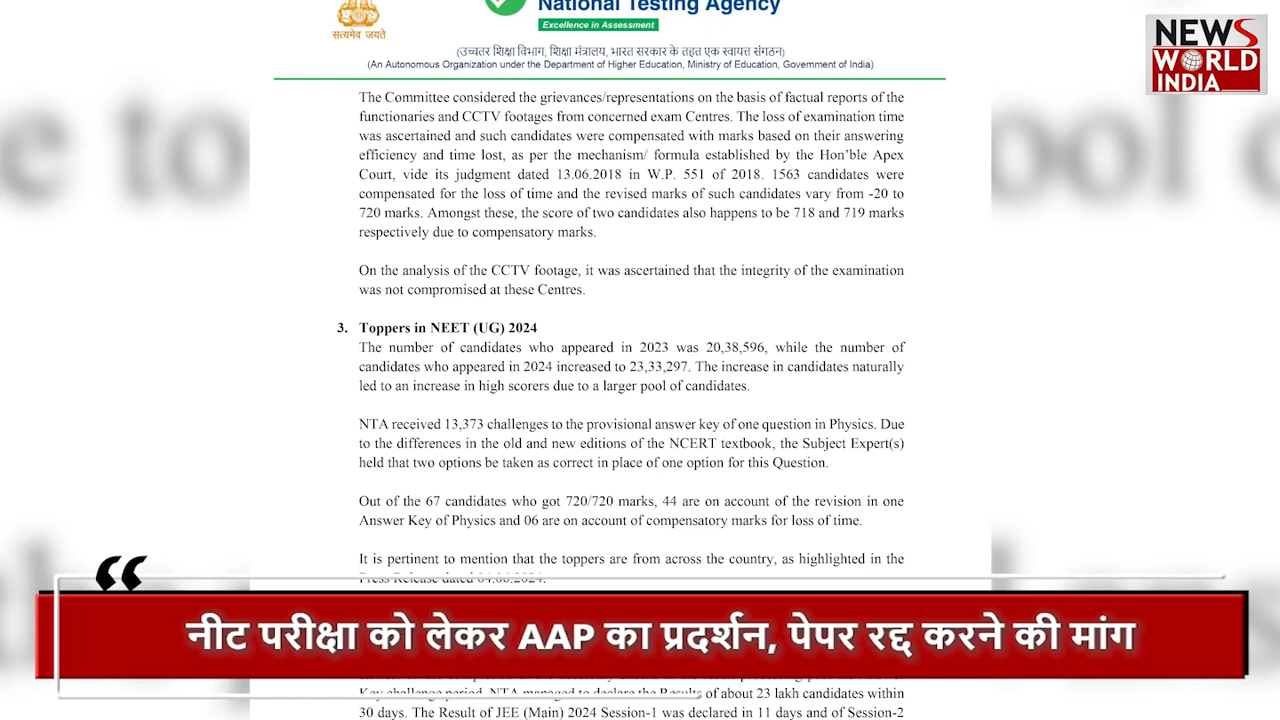 सत्यमेव जयते
National Testing Agency
Excellence in Assessment
(उच्चतर शिक्षा विभाग, शिक्षा मंत्रालय, भारत सरकार के तहत एक स्वायत्त संगठन)
(An Autonomous Organization under the Department of Higher Education, Ministry of Education, Government of India)
NEWS
WORLD
INDIA
The Committee considered the grievances/representations on the basis of factual reports of the
functionaries and CCTV footages from concerned exam Centres. The loss of examination time
was ascertained and such candidates were compensated with marks based on their answering
efficiency and time lost, as per the mechanism/ formula established by the Hon'ble Apex
Court, vide its judgment dated 13.06.2018 in W.P. 551 of 2018. 1563 candidates were
compensated for the loss of time and the revised marks of such candidates vary from -20 to
720 marks. Amongst these, the score of two candidates also happens to be 718 and 719 marks
respectively due to compensatory marks.
On the analysis of the CCTV footage, it was ascertained that the integrity of the examination
was not compromised at these Centres.
3. Toppers in NEET (UG) 2024
The number of candidates who appeared in 2023 was 20,38,596, while the number of
candidates who appeared in 2024 increased to 23,33,297. The increase in candidates naturally
led to an increase in high scorers due to a larger pool of candidates.
NTA received 13,373 challenges to the provisional answer key of one question in Physics. Due
to the differences in the old and new editions of the NCERT textbook, the Subject Expert(s)
held that two options be taken as correct in place of one option for this Question.
Out of the 67 candidates who got 720/720 marks, 44 are on account of the revision in one
Answer Key of Physics and 06 are on account of compensatory marks for loss of time.
It is pertinent to mention that the toppers are from across the country, as highlighted in the
Press Release dated 04.06.2024.
नीट परीक्षा को लेकर AAP का प्रदर्शन, पेपर रद्द करने की मांग
Key challenge period. NTA managed to declare the Results of about 23 lakh candidates within
30 days. The Result of JEE (Main) 2024 Session-1 was declared in 11 days and of Session-2